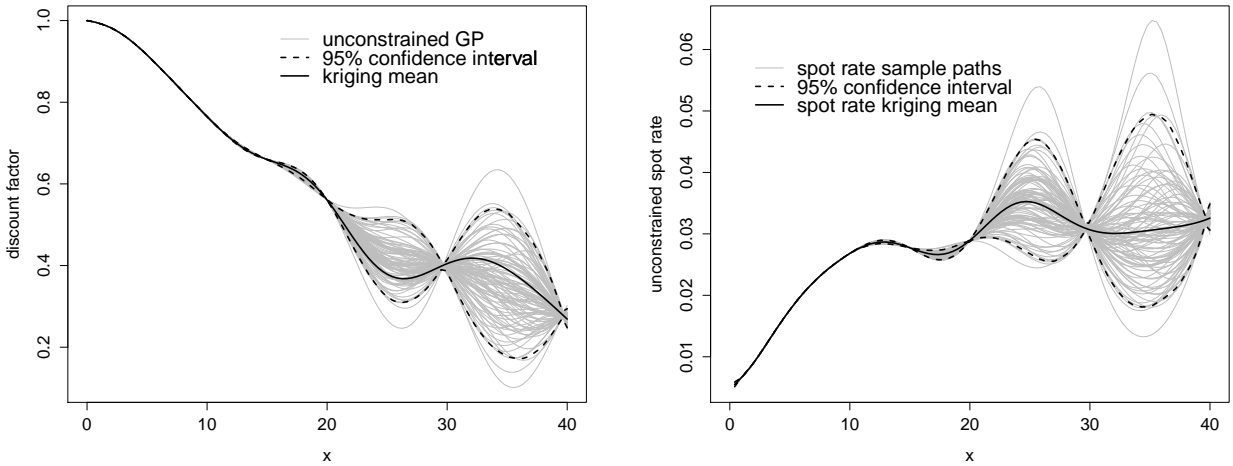 1.0
0.8
0.6
0.4
0.2
discount factor
unconstrained GP
95% confidence interval
kriging mean
0 10 20 30 40
x
0.06
0.05
0.04
0.03
0.02
0.01
unconstrained spot rate
spot rate sample paths
95% confidence interval
spot rate kriging mean
0 10 20 30 40
x